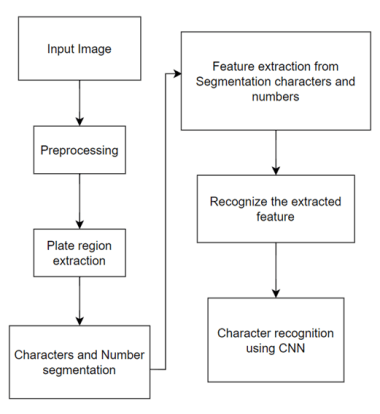 Input Image
Preprocessing
Plate region
extraction
Characters and Number
segmentation
Feature extraction from
Segmentation characters and
numbers
Recognize the extracted
feature
Character recognition
using CNN